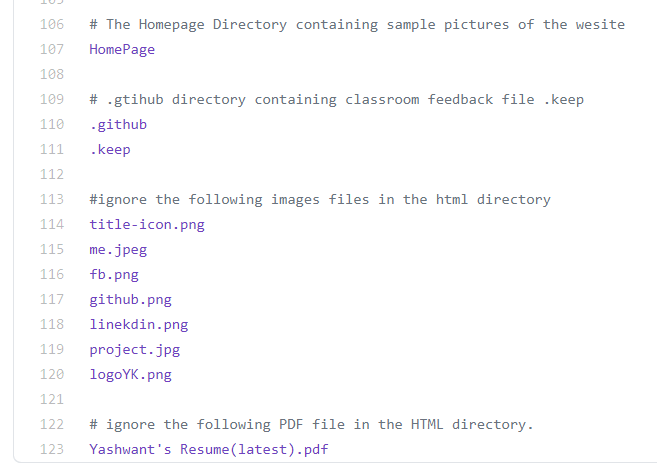 106 # The Homepage Directory containing sample pictures of the wesite
107 HomePage
108
109 # .gtihub directory containing classroom feedback file .keep
110 .github
111 .keep
112
113 #ignore the following images files in the html directory
114 title-icon.png
115 me.jpeg
116 fb.png
117 github.png
118 linekdin.png
119 project.jpg
120 logoYK.png
121
122 # ignore the following PDF file in the HTML directory.
123 Yashwant's Resume(latest).pdf